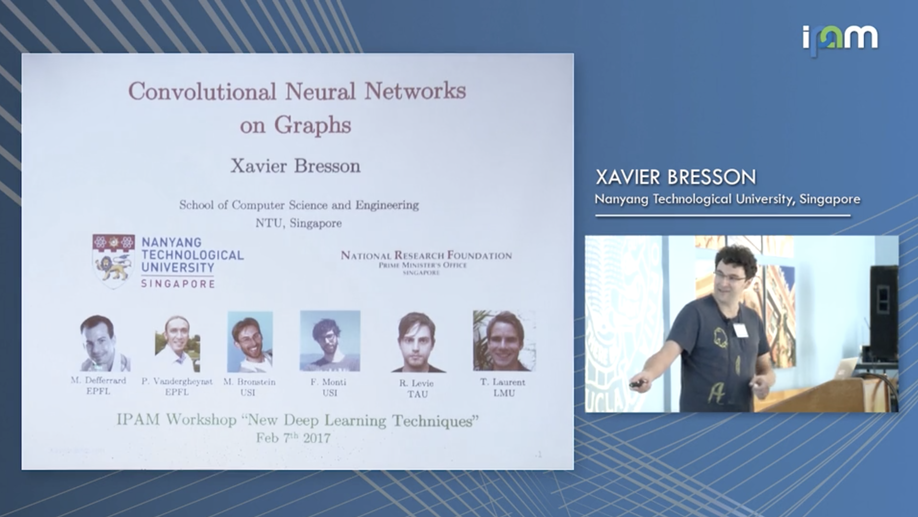 ipam
Convolutional Neural Networks
on Graphs
Xavier Bresson
School of Computer Science and Engineering
NTU, Singapore
NANYANG
TECHNOLOGICAL
UNIVERSITY
SINGAPORE
NATIONAL RESEARCH FOUNDATION
PRIME MINISTER'S OFFICE
SINGAPORE
M. Defferrard
EPFL
P. Vandergheynst
EPFL
M. Bronstein
USI
F. Monti
USI
R. Levie
TAU
T. Laurent
LMU
IPAM Workshop “New Deep Learning Techniques”
Feb 7th 2017
XAVIER BRESSON
Nanyang Technological University, Singapore
UCLA